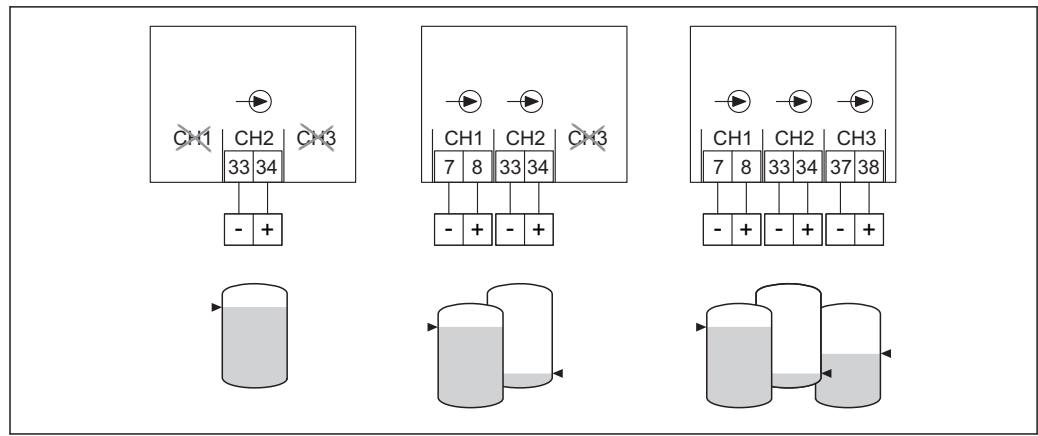 CH1 CH2 CH3 CH1 CH2 CH3 CH1 CH2 CH3
33 34 7 8 33 34 7 8 33 34 37 38
- + - + - + - + - + - +